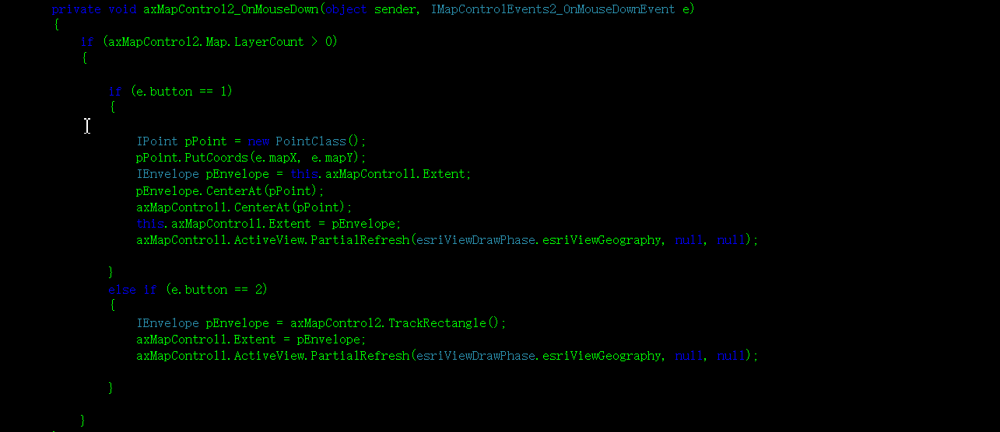 private void axMapControl2_OnMouseDown(object sender, IMapControlEvents2_OnMouseDownEvent e)
{
if (axMapControl2.Map.LayerCount > 0)
{
if (e.button == 1)
{
IPoint pPoint = new PointClass();
pPoint.PutCoords(e.mapX, e.mapY);
IEnvelope pEnvelope = this.axMapControl1.Extent;
pEnvelope.CenterAt(pPoint);
axMapControl1.CenterAt(pPoint);
this.axMapControl1.Extent = pEnvelope;
axMapControl1.ActiveView.PartialRefresh(esriViewDrawPhase.esriViewGeography, null, null);
}
else if (e.button == 2)
{
IEnvelope pEnvelope = axMapControl2.TrackRectangle();
axMapControl1.Extent = pEnvelope;
axMapControl1.ActiveView.PartialRefresh(esriViewDrawPhase.esriViewGeography, null, null);
}
}